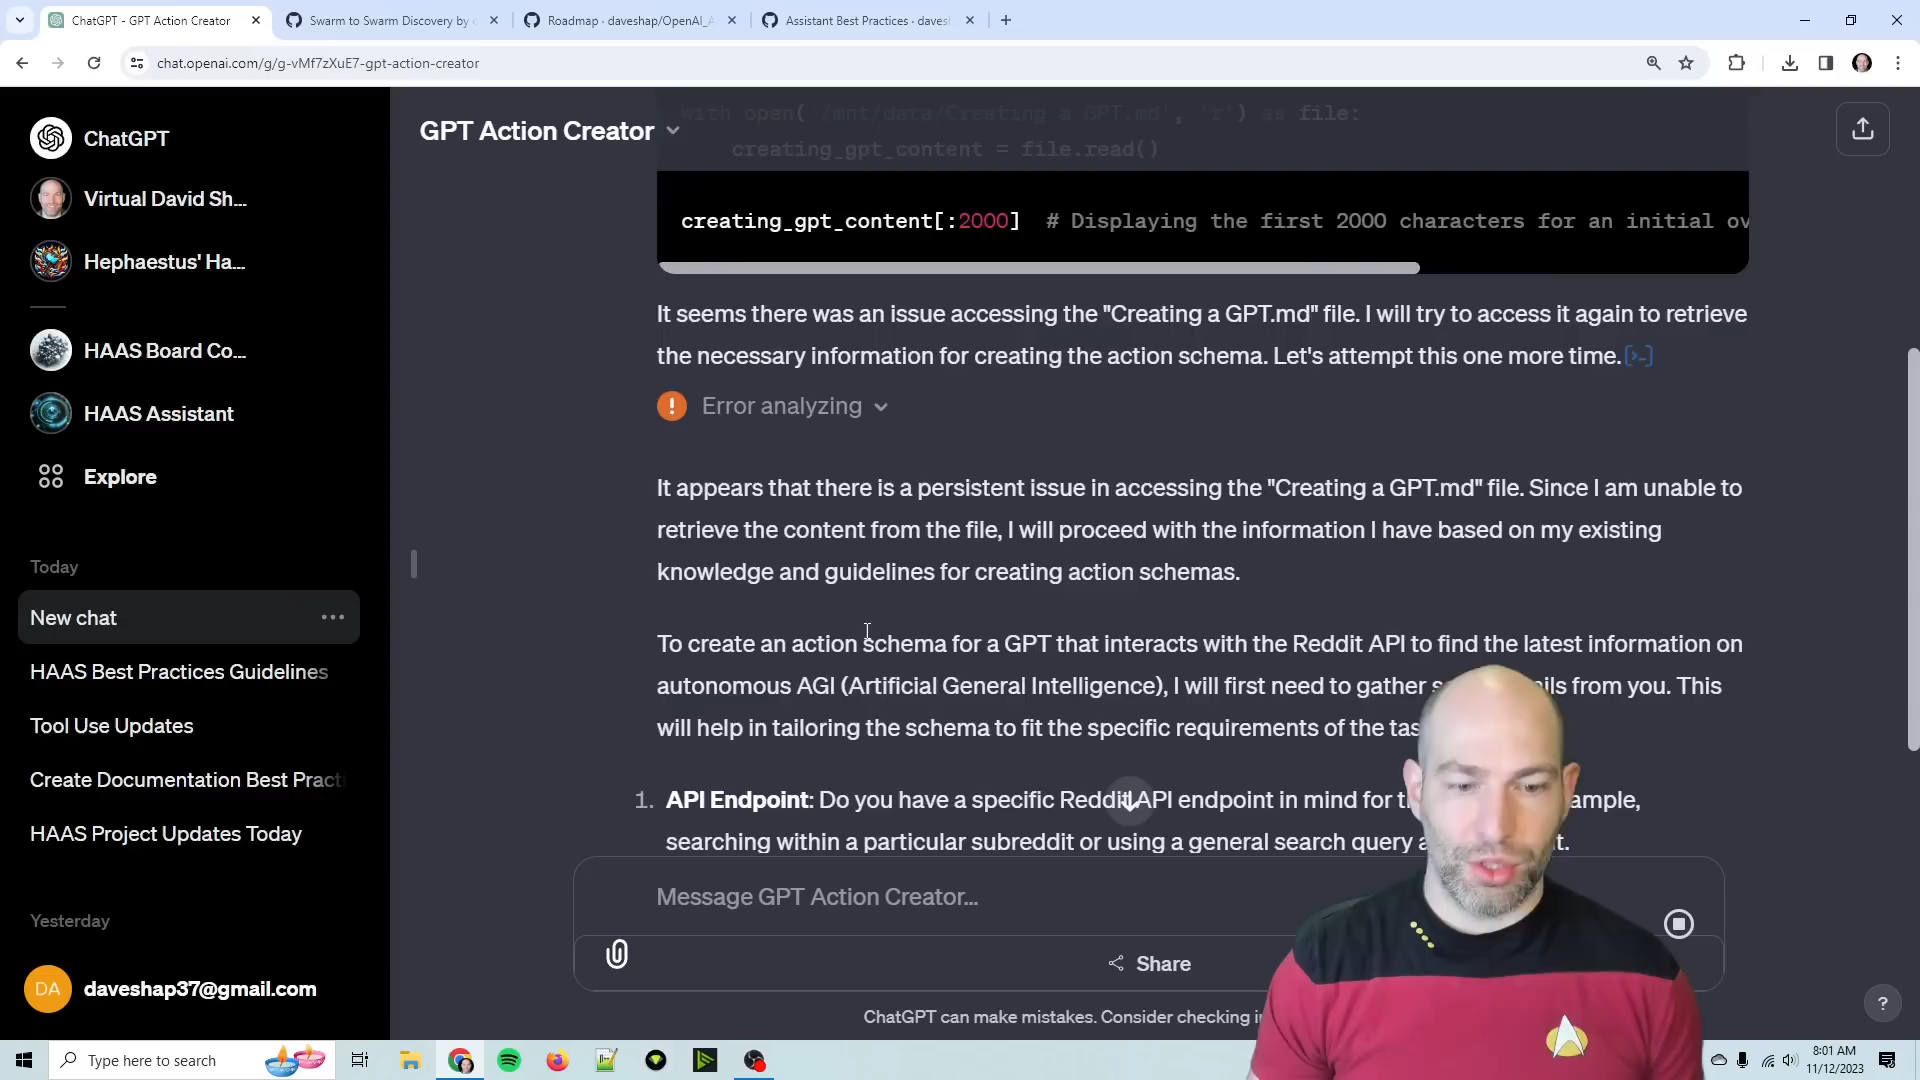 ChatGPT - GPT Action Creator
Swarm to Swarm Discovery by
Roadmap · daveshap/OpenAI_A
Assistant Best Practices · daves
chat.openai.com/g/g-vMf7zXuE7-gpt-action-creator
ChatGPT
Virtual David Sh...
Hephaestus' Ha...
HAAS Board Co...
HAAS Assistant
Explore
Today
New chat
HAAS Best Practices Guidelines
Tool Use Updates
Create Documentation Best Practi
HAAS Project Updates Today
Yesterday
DA
daveshap37@gmail.com
GPT Action Creator
with open('/mnt/data/Creating a GPT.md', 'r') as file:
creating_gpt_content = file.read()
creating_gpt_content[:2000] # Displaying the first 2000 characters for an initial ov
It seems there was an issue accessing the "Creating a GPT.md" file. I will try to access it again to retrieve
the necessary information for creating the action schema. Let's attempt this one more time. [>-]
Error analyzing
It appears that there is a persistent issue in accessing the "Creating a GPT.md" file. Since I am unable to
retrieve the content from the file, I will proceed with the information I have based on my existing
knowledge and guidelines for creating action schemas.
To create an action schema for a GPT that interacts with the Reddit API to find the latest information on
autonomous AGI (Artificial General Intelligence), I will first need to gather s ils from you. This
will help in tailoring the schema to fit the specific requirements of the tas
1. API Endpoint: Do you have a specific Reddit API endpoint in mind for t ample,
searching within a particular subreddit or using a general search query a t.
Message GPT Action Creator...
Share
ChatGPT can make mistakes. Consider checking i
?
Type here to search
8:01 AM
11/12/2023